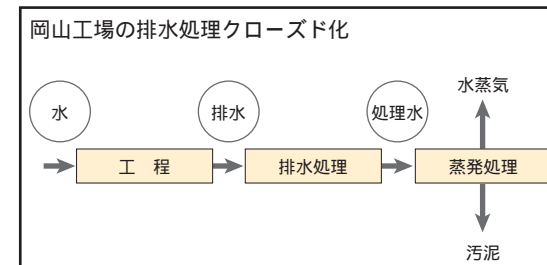 岡山工場の排水処理クローズド化
水
排水
処理水
水蒸気
工　程
排水処理
蒸発処理
汚泥